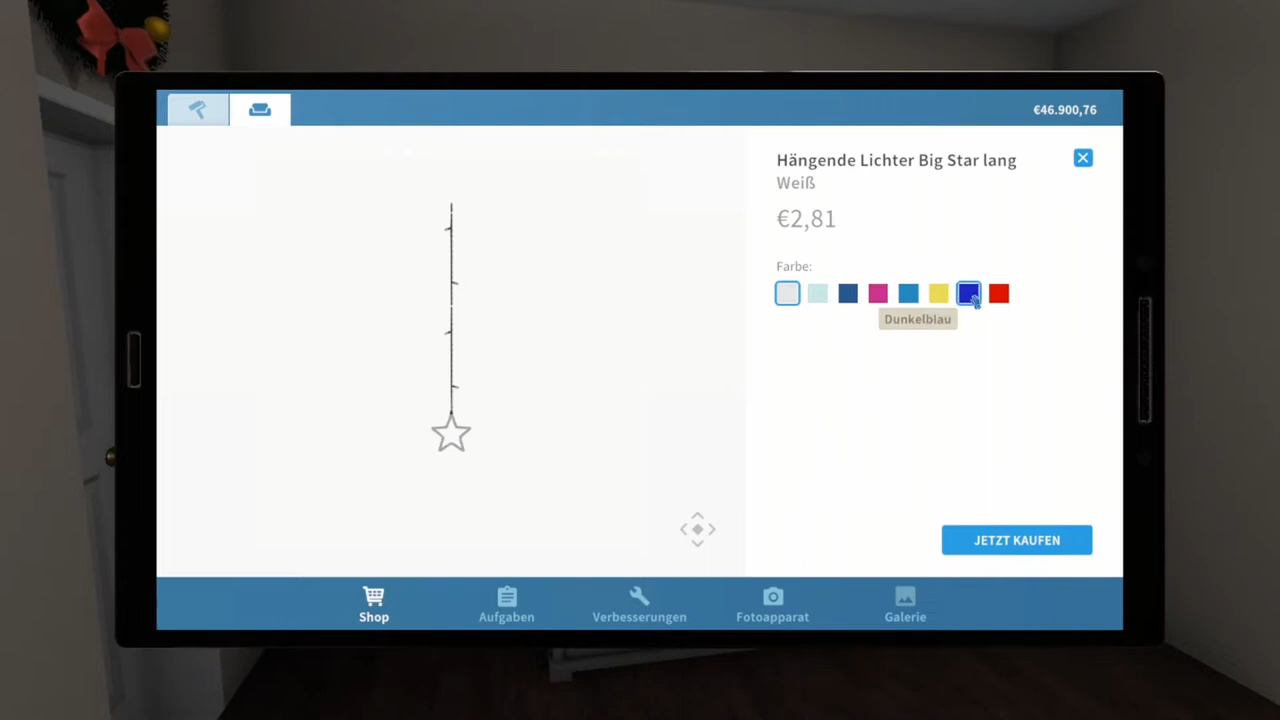 €46.900,76
Hängende Lichter Big Star lang
Weiß
€2,81
Farbe:
Dunkelblau
JETZT KAUFEN
Shop
Aufgaben
Verbesserungen
Fotoapparat
Galerie